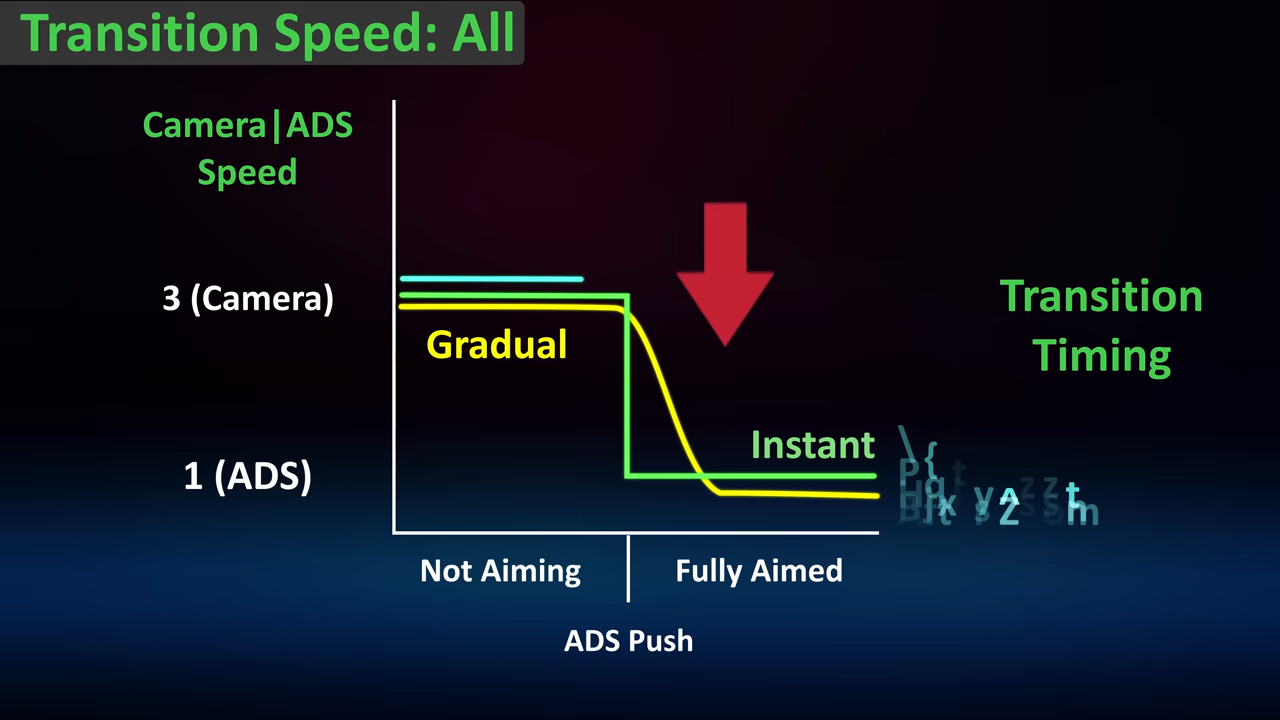 Transition Speed: All
Camera|ADS
Speed
3 (Camera)
Gradual
Transition
Timing
Instant
1 (ADS)
Not Aiming
Fully Aimed
ADS Push